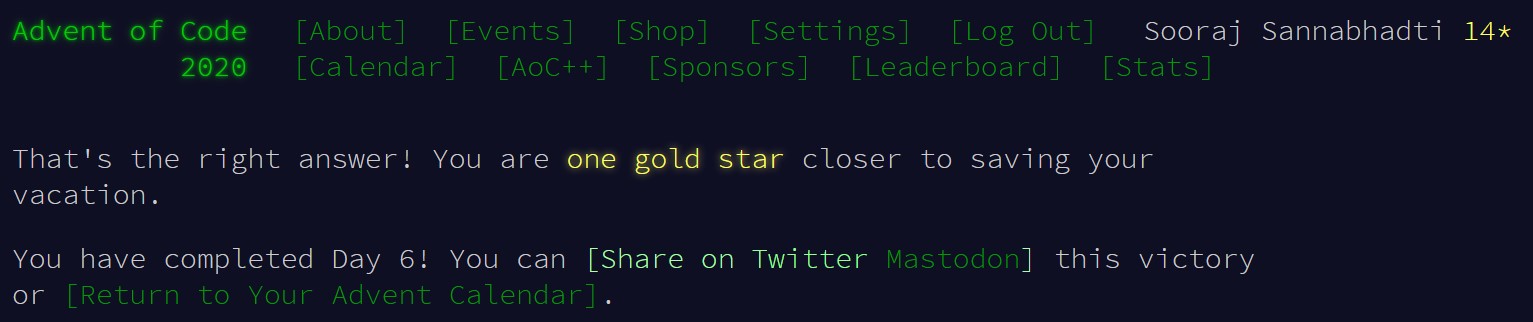 Advent of Code [About] [Events] [Shop] [Settings] [Log Out] Sooraj Sannabhadti 14*
2020 [Calendar] [AoC++] [Sponsors] [Leaderboard] [Stats]
That's the right answer! You are one gold star closer to saving your
vacation.
You have completed Day 6! You can [Share on Twitter Mastodon] this victory
or [Return to Your Advent Calendar].